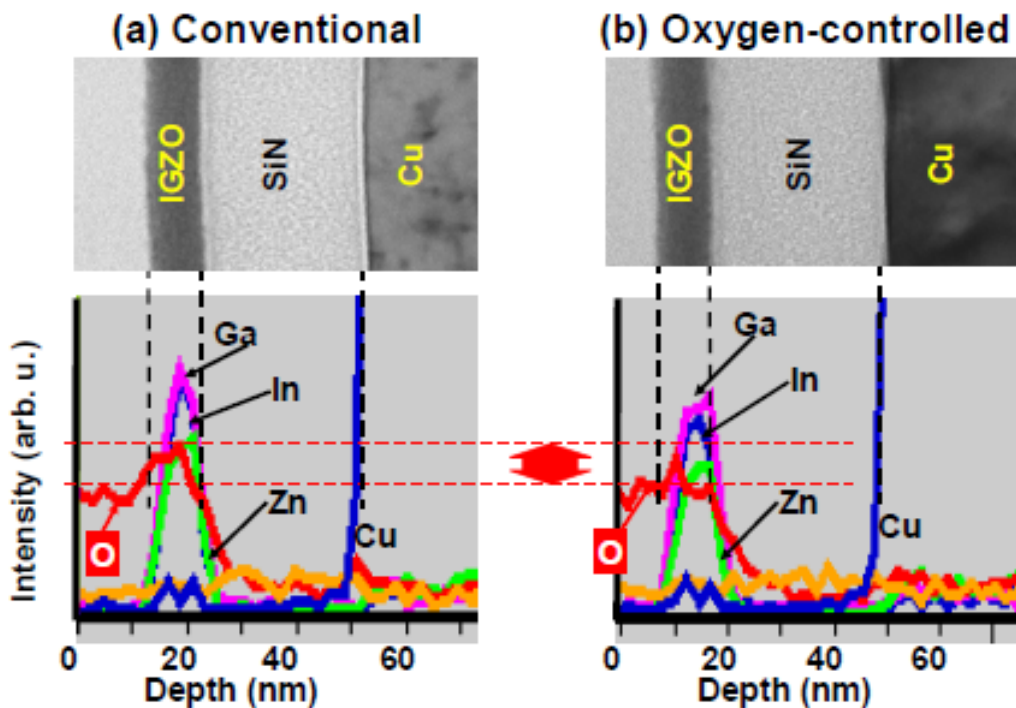 (a) Conventional
(b) Oxygen-controlled
IGZO
SiN
Cu
IGZO
SiN
Cu
Intensity (arb. u.)
Ga
In
Zn
O
Cu
Ga
In
Zn
O
Cu
0 20 40 60
Depth (nm)
0 20 40 60
Depth (nm)